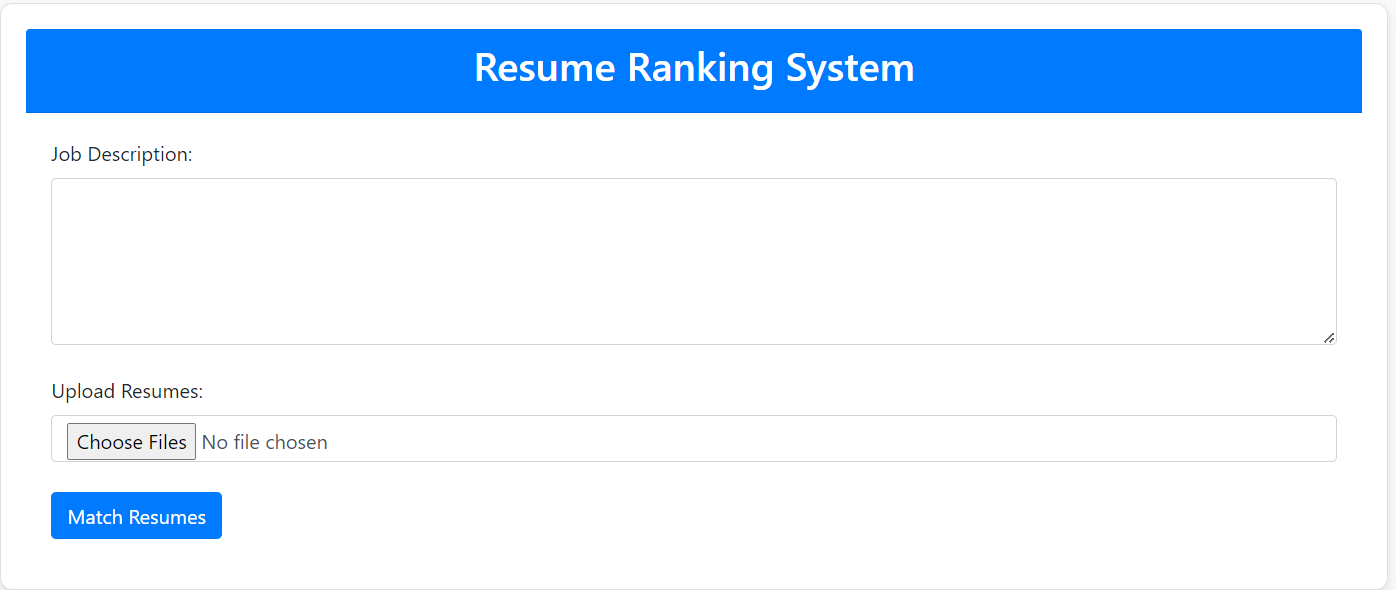 Resume Ranking System
Job Description:
Upload Resumes:
Choose Files No file chosen
Match Resumes